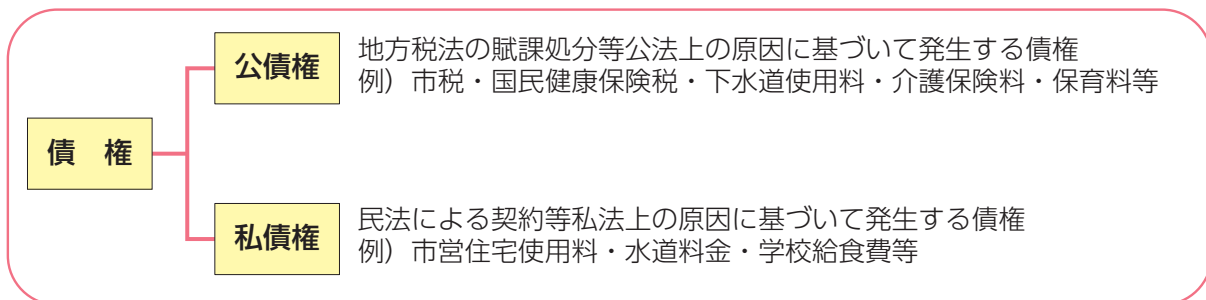 公債権
地方税法の賦課処分等公法上の原因に基づいて発生する債権
例）市税・国民健康保険税・下水道使用料・介護保険料・保育料等
債　権
私債権
民法による契約等私法上の原因に基づいて発生する債権
例）市営住宅使用料・水道料金・学校給食費等